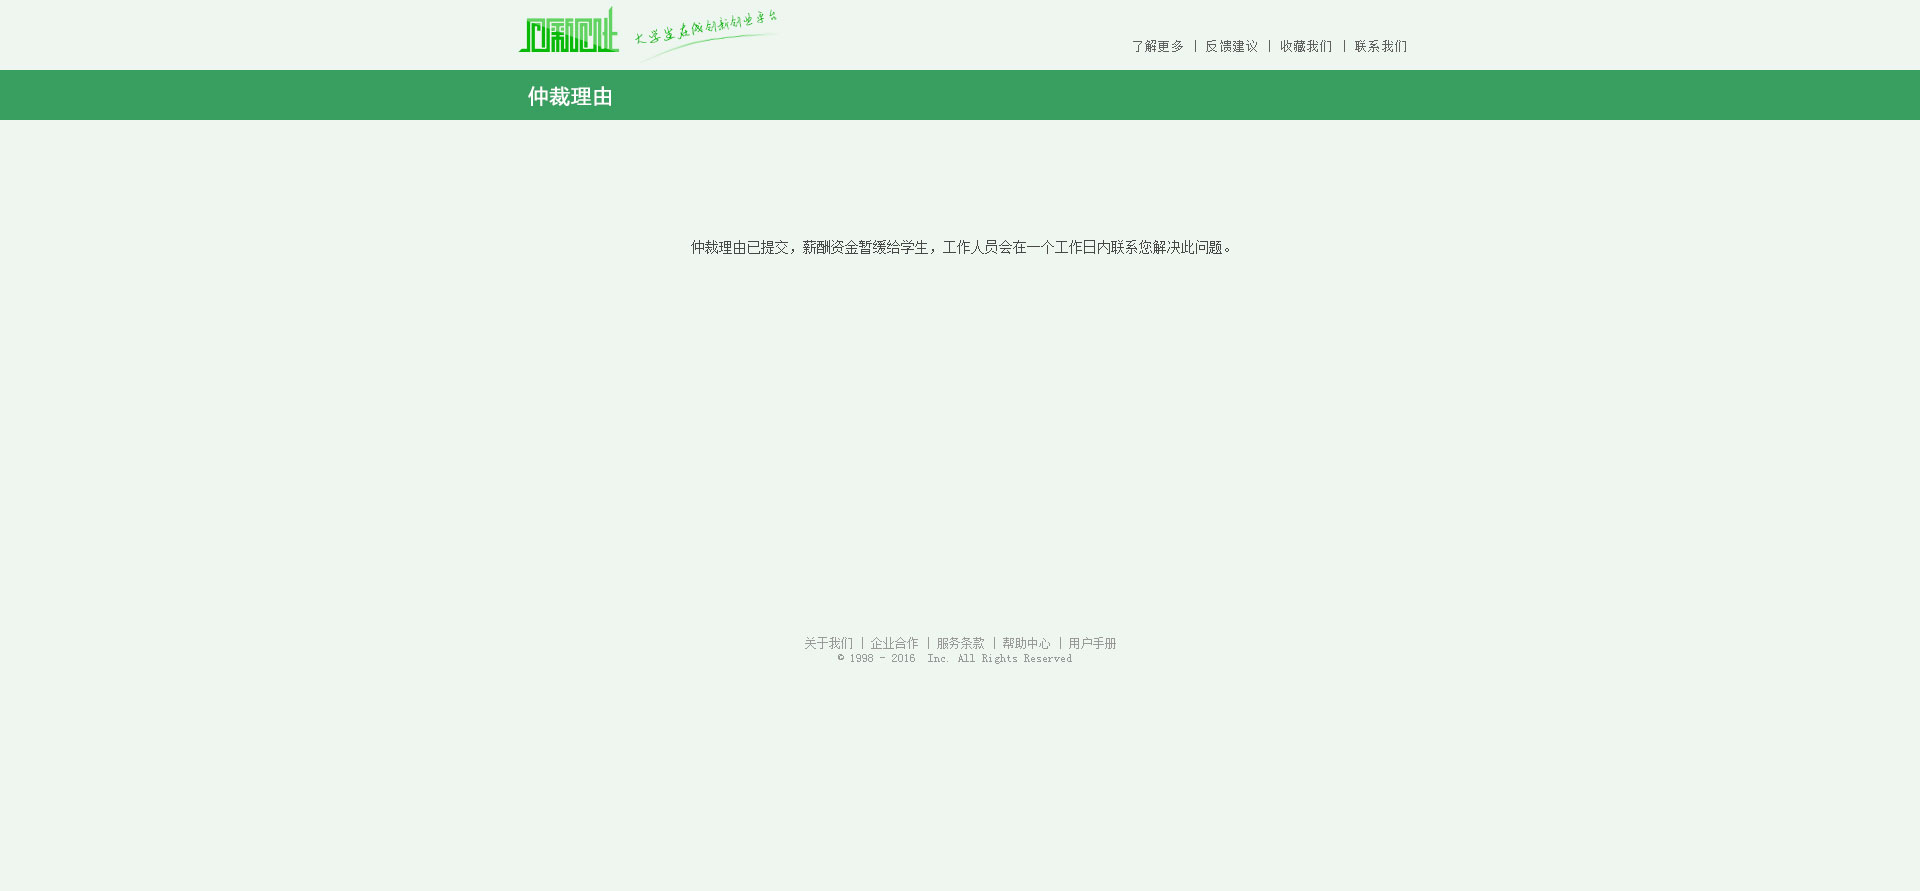 大学生在线创新创业平台
了解更多 | 反馈建议 | 收藏我们 | 联系我们
仲裁理由
仲裁理由已提交，薪酬资金暂缓给学生，工作人员会在一个工作日内联系您解决此问题。
关于我们 | 企业合作 | 服务条款 | 帮助中心 | 用户手册
© 1998 - 2016 Inc. All Rights Reserved